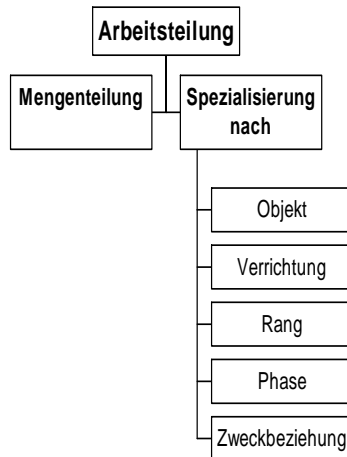 Arbeitsteilung
Mengenteilung
Spezialisierung
nach
Objekt
Verrichtung
Rang
Phase
Zweckbeziehung